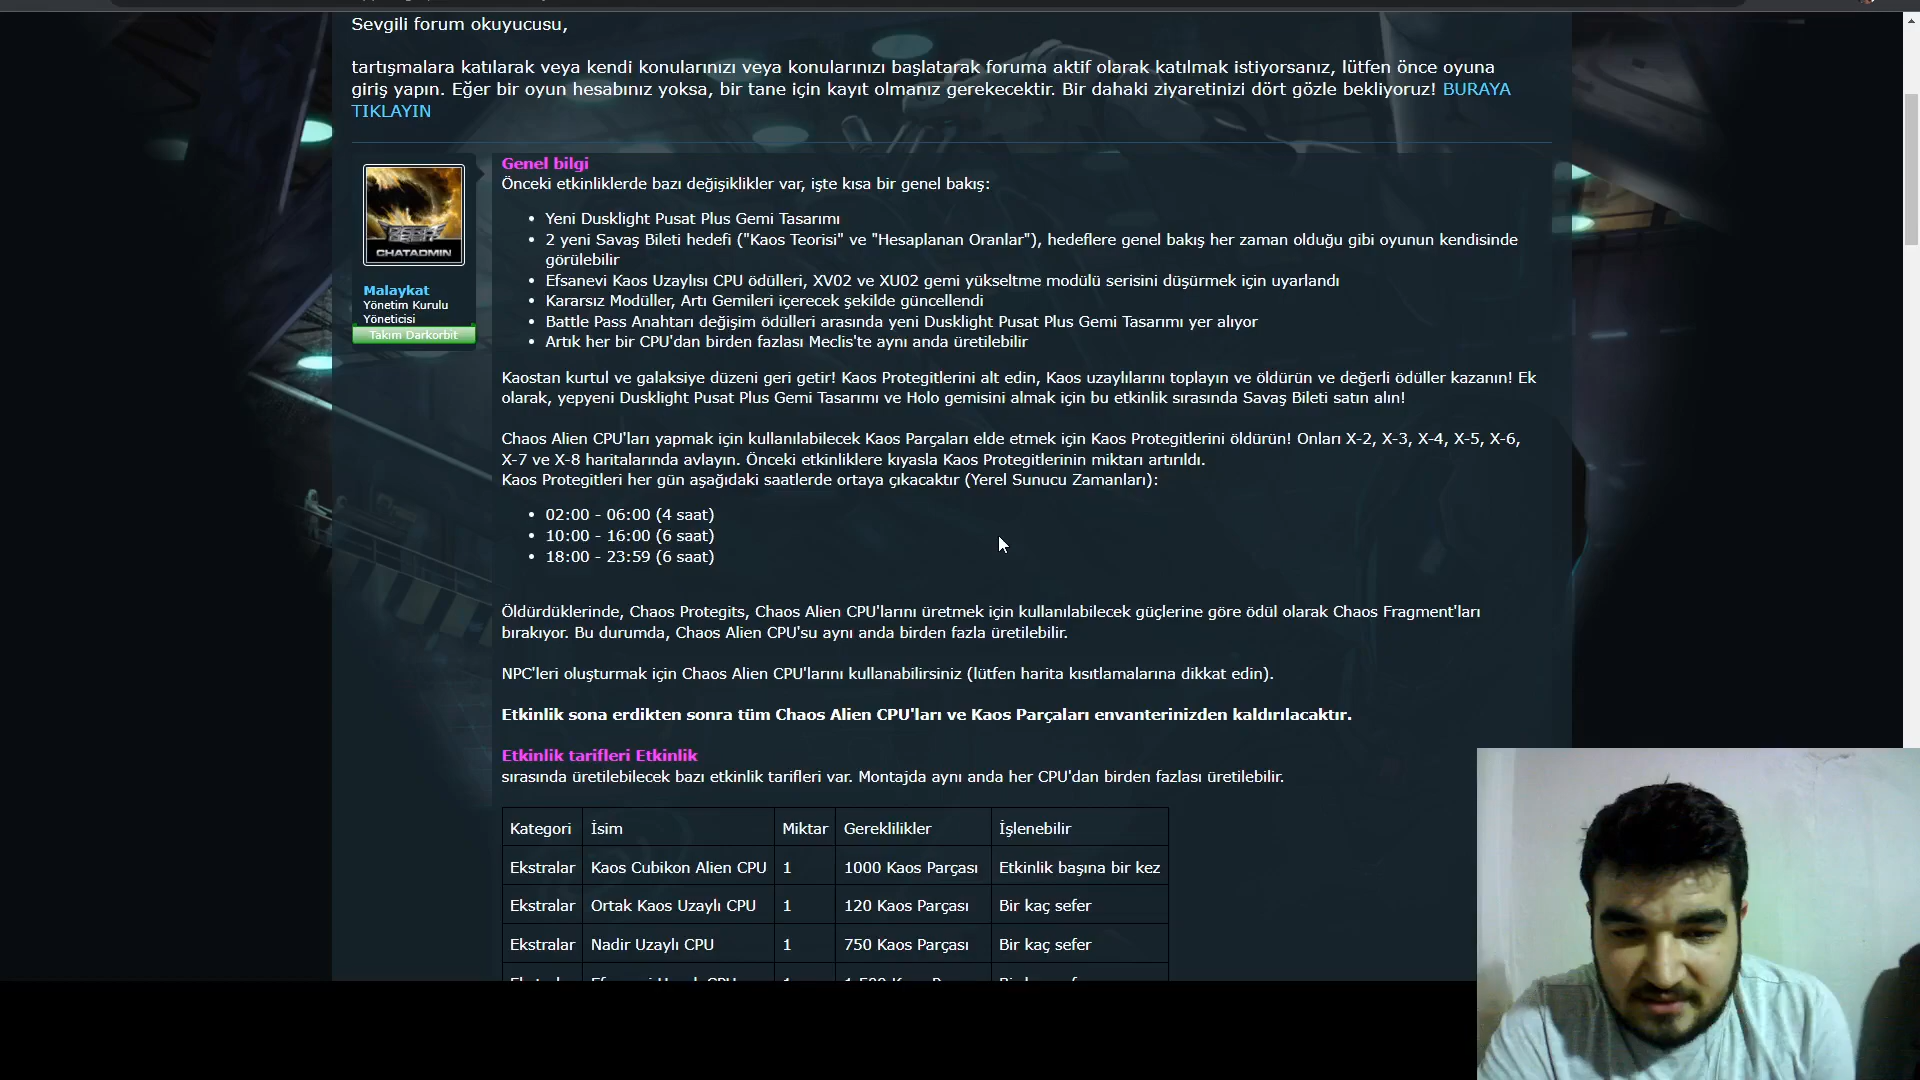 Sevgili forum okuyucusu,
tartışmalara katılarak veya kendi konularınızı veya konularınızı başlatarak foruma aktif olarak katılmak istiyorsanız, lütfen önce oyuna
giriş yapın. Eğer bir oyun hesabınız yoksa, bir tane için kayıt olmanız gerekecektir. Bir dahaki ziyaretinizi dört gözle bekliyoruz! BURAYA
TIKLAYIN
CHATADMIN
Malaykat
Yönetim Kurulu
Yöneticisi
Takım Darkorbit
Genel bilgi
Önceki etkinliklerde bazı değişiklikler var, işte kısa bir genel bakış:
• Yeni Dusklight Pusat Plus Gemi Tasarımı
• 2 yeni Savaş Bileti hedefi ("Kaos Teorisi" ve "Hesaplanan Oranlar"), hedeflere genel bakış her zaman olduğu gibi oyunun kendisinde
görülebilir
• Efsanevi Kaos Uzaylısı CPU ödülleri, XV02 ve XU02 gemi yükseltme modülü serisini düşürmek için uyarlandı
• Kararsız Modüller, Artı Gemileri içerecek şekilde güncellendi
• Battle Pass Anahtarı değişim ödülleri arasında yeni Dusklight Pusat Plus Gemi Tasarımı yer alıyor
• Artık her bir CPU'dan birden fazlası Meclis'te aynı anda üretilebilir
Kaostan kurtul ve galaksiye düzeni geri getir! Kaos Protegitlerini alt edin, Kaos uzaylılarını toplayın ve öldürün ve değerli ödüller kazanın! Ek
olarak, yepyeni Dusklight Pusat Plus Gemi Tasarımı ve Holo gemisini almak için bu etkinlik sırasında Savaş Bileti satın alın!
Chaos Alien CPU'ları yapmak için kullanılabilecek Kaos Parçaları elde etmek için Kaos Protegitlerini öldürün! Onları X-2, X-3, X-4, X-5, X-6,
X-7 ve X-8 haritalarında avlayın. Önceki etkinliklere kıyasla Kaos Protegitlerinin miktarı artırıldı.
Kaos Protegitleri her gün aşağıdaki saatlerde ortaya çıkacaktır (Yerel Sunucu Zamanları):
• 02:00 - 06:00 (4 saat)
• 10:00 - 16:00 (6 saat)
• 18:00 - 23:59 (6 saat)
Öldürdüklerinde, Chaos Protegits, Chaos Alien CPU'larını üretmek için kullanılabilecek güçlerine göre ödül olarak Chaos Fragment'ları
bırakıyor. Bu durumda, Chaos Alien CPU'su aynı anda birden fazla üretilebilir.
NPC'leri oluşturmak için Chaos Alien CPU'larını kullanabilirsiniz (lütfen harita kısıtlamalarına dikkat edin).
Etkinlik sona erdikten sonra tüm Chaos Alien CPU'ları ve Kaos Parçaları envanterinizden kaldırılacaktır.
Etkinlik tarifleri Etkinlik
sırasında üretilebilecek bazı etkinlik tarifleri var. Montajda aynı anda her CPU'dan birden fazlası üretilebilir.
Kategori İsim Miktar Gereklilikler İşlenebilir
Ekstralar Kaos Cubikon Alien CPU 1 1000 Kaos Parçası Etkinlik başına bir kez
Ekstralar Ortak Kaos Uzaylı CPU 1 120 Kaos Parçası Bir kaç sefer
Ekstralar Nadir Uzaylı CPU 1 750 Kaos Parçası Bir kaç sefer